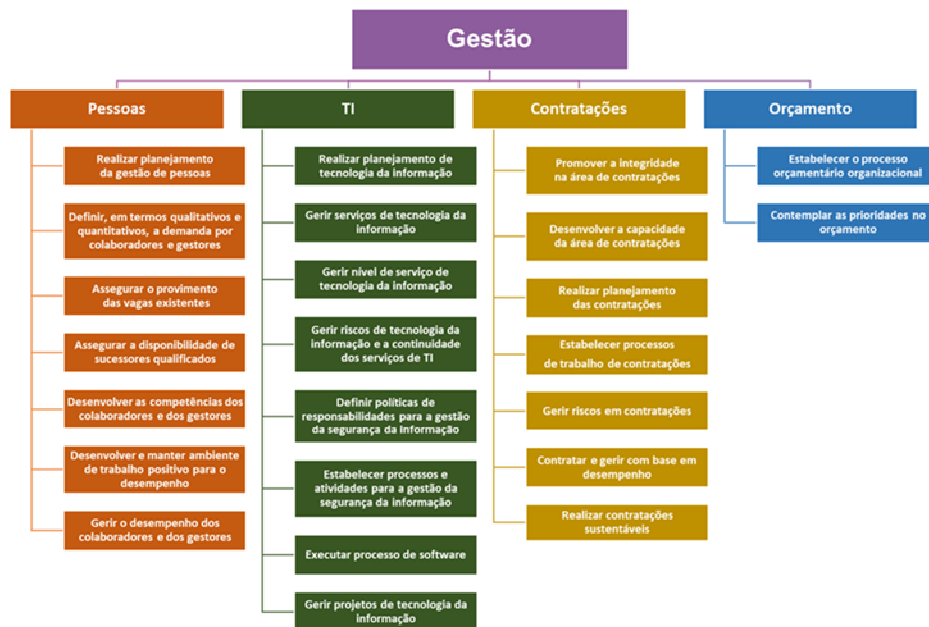 Gestão
Pessoas
Realizar planejamento
da gestão de pessoas
Definir, em termos qualitativos e
quantitativos, a demanda por
colaboradores e gestores
Assegurar o provimento
das vagas existentes
Assegurar a disponibilidade de
sucessores qualificados
Desenvolver as competências dos
colaboradores e dos gestores
Desenvolver e manter ambiente
de trabalho positivo para o
desempenho
Gerir o desempenho dos
colaboradores e dos gestores
TI
Realizar planejamento de
tecnologia da informação
Gerir serviços de tecnologia da
informação
Gerir nível de serviço de
tecnologia da informação
Gerir riscos de tecnologia da
informação e a continuidade
dos serviços de TI
Definir políticas de
responsabilidades para a gestão
da segurança da informação
Estabelecer processos e
atividades para a gestão da
segurança da informação
Executar processo de software
Gerir projetos de tecnologia da
informação
Contratações
Promover a integridade
na área de contratações
Desenvolver a capacidade
da área de contratações
Realizar planejamento
das contratações
Estabelecer processos
de trabalho de contratações
Gerir riscos em contratações
Contratar e gerir com base em
desempenho
Realizar contratações
sustentáveis
Orçamento
Estabelecer o processo
orçamentário organizacional
Contemplar as prioridades no
orçamento